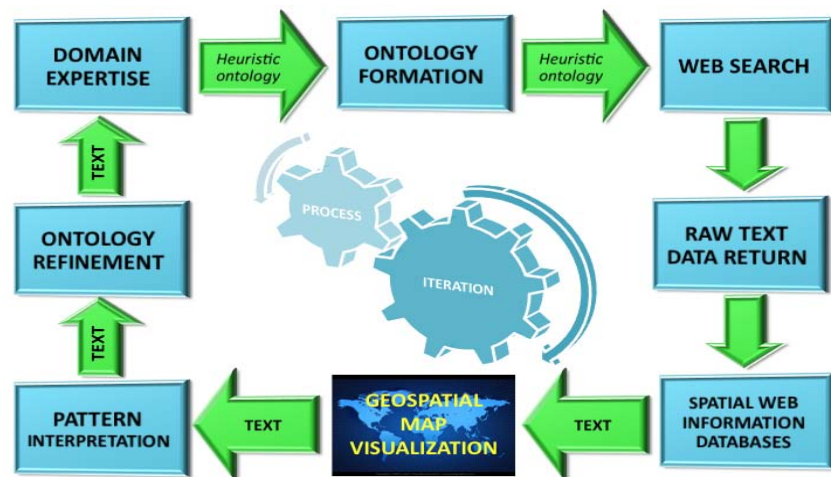 DOMAIN
EXPERTISE
Heuristic
ontology
ONTOLOGY
FORMATION
Heuristic
ontology
WEB SEARCH
TEXT
PROCESS
ONTOLOGY
REFINEMENT
RAW TEXT
DATA RETURN
ITERATION
TEXT
PATTERN
INTERPRETATION
TEXT
GEOSPATIAL
MAP
VISUALIZATION
TEXT
SPATIAL WEB
INFORMATION
DATABASES